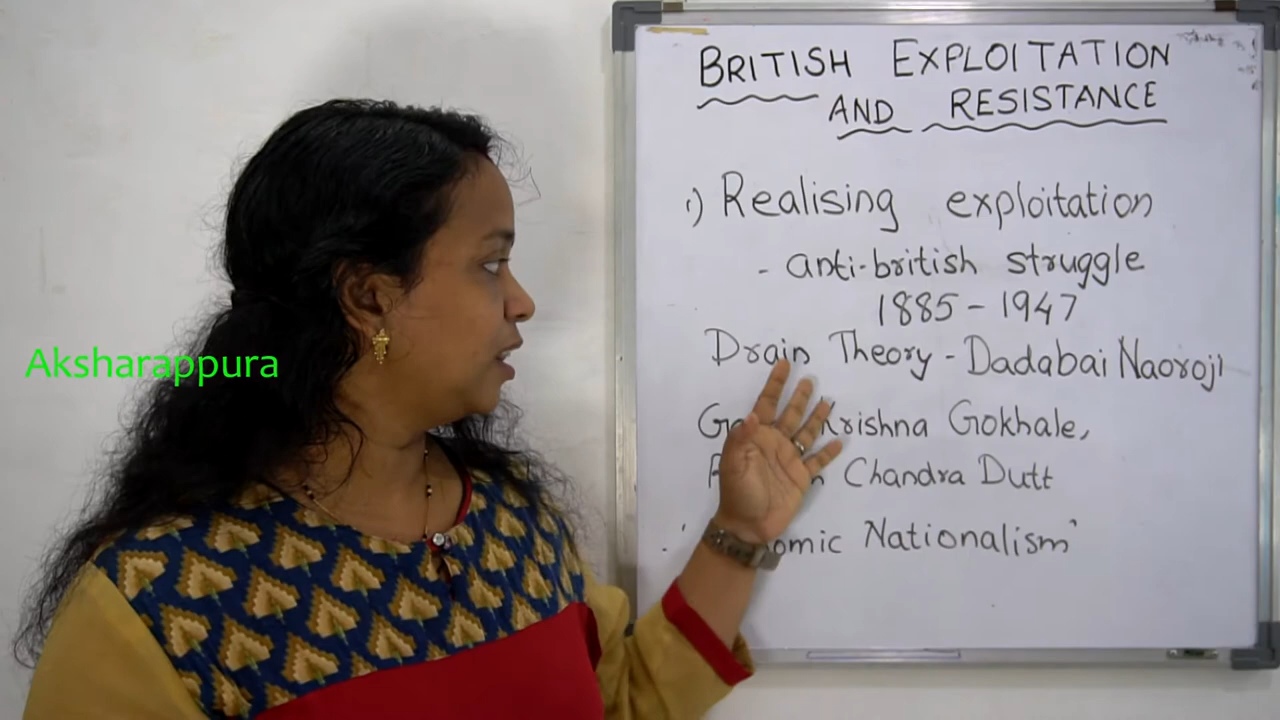 BRITISH EXPLOITATION
AND RESISTANCE
1) Realising exploitation
- anti-british struggle
1885 - 1947
Drain Theory - Dadabai Naoroji
Krishna Gokhale,
Chandra Dutt
Nationalism'
Aksharappura